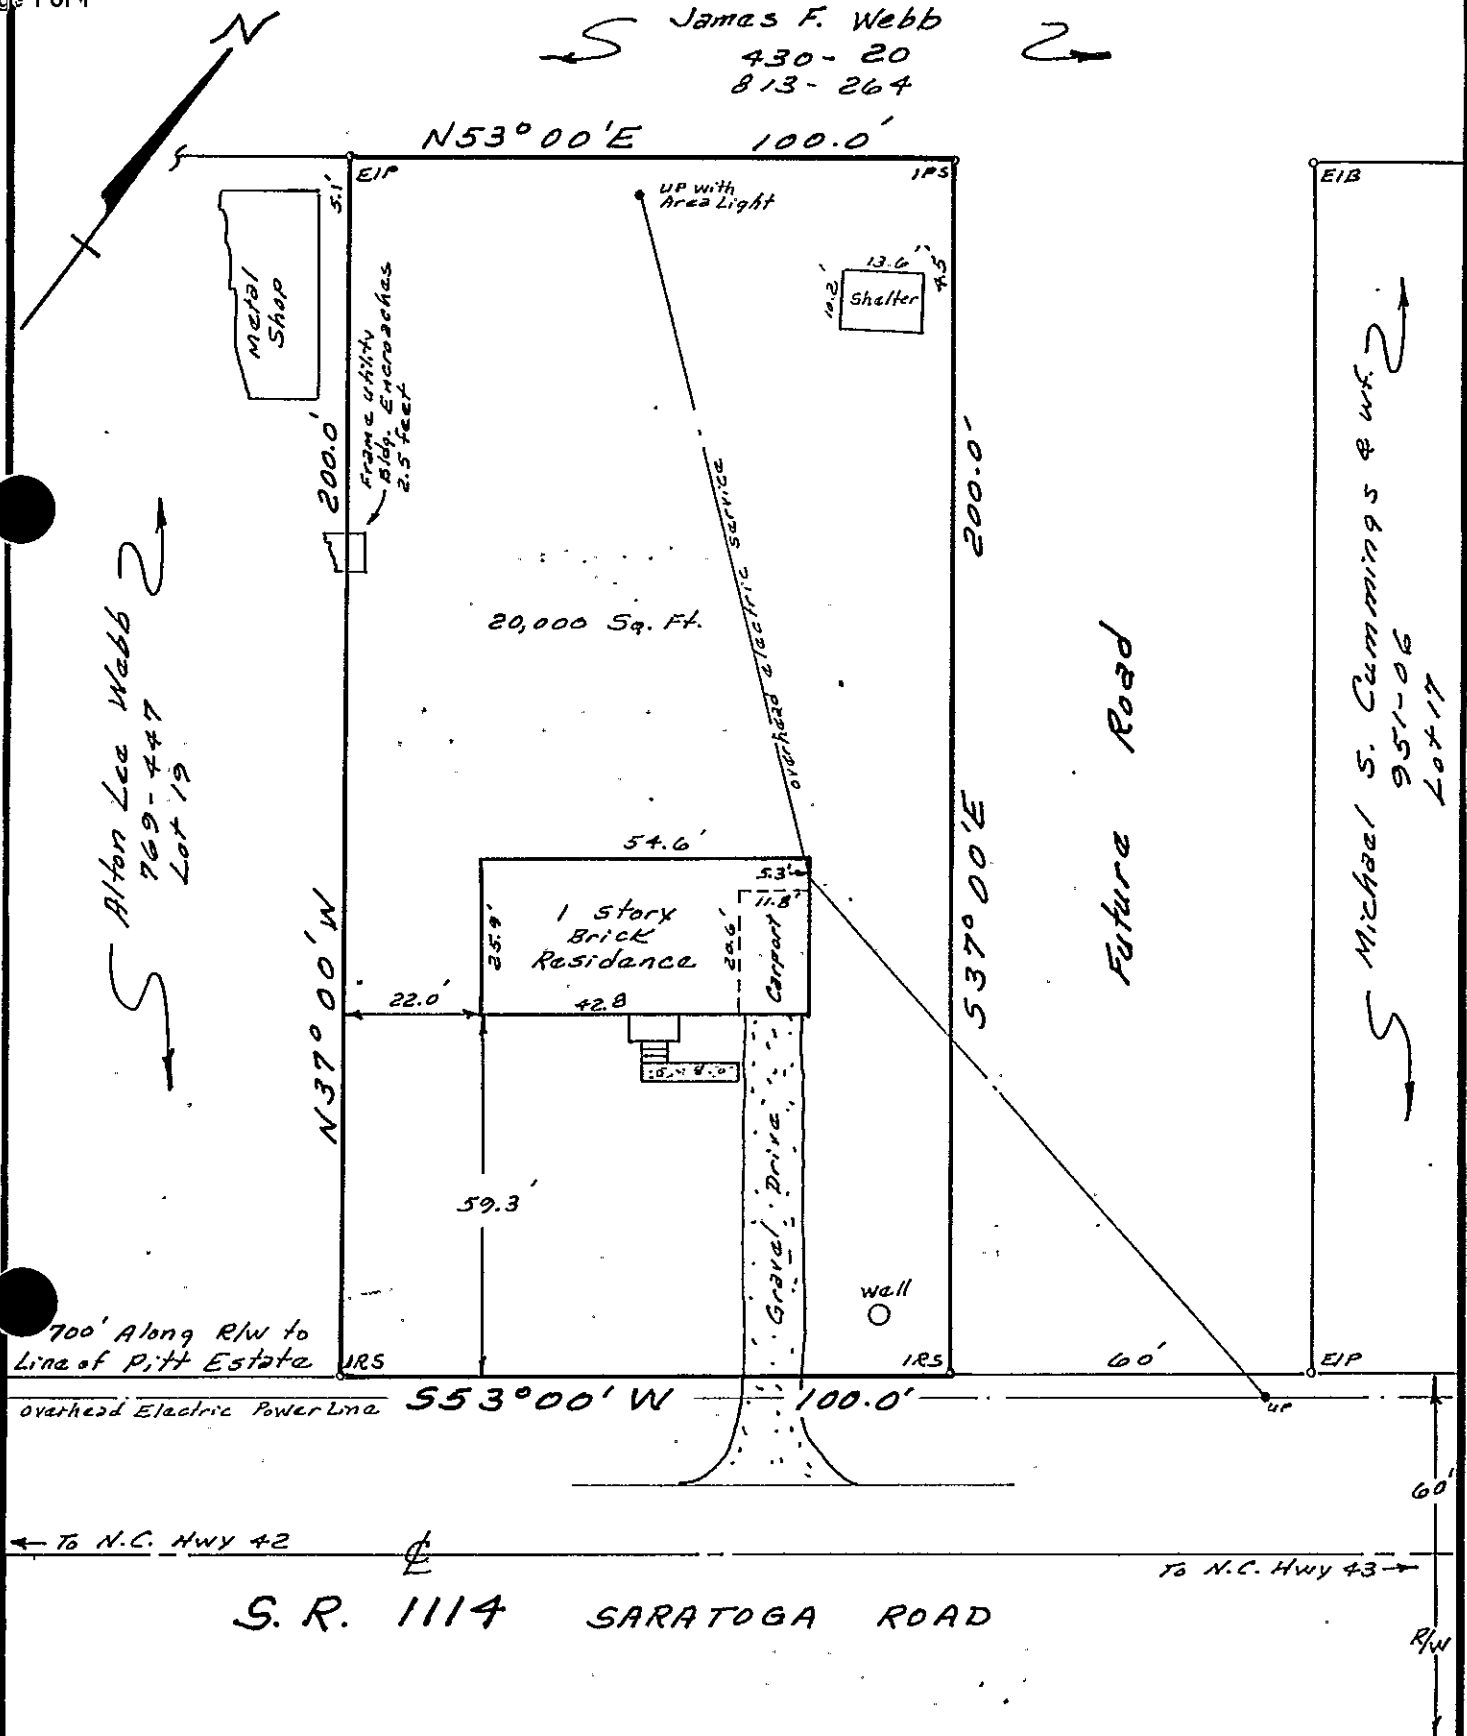 James F. Webb
430-20
813-264
N
N53°00'E 100.0'
EIP
IPS
EIB
5.1'
UP with
Area Light
13.6'
4.5'
10.2'
Shelter
Metal
Shop
Frame utility
Bldg. Encroaches
2.5 feet
200.0'
200.0'
overhead electric service
20,000 Sq. Ft.
Alton Lee Webb
769-447
Lot 19
Future Road
Michael S. Cummings & wf.
951-06
Lot 17
N37°00'W
S37°00'E
54.6'
5.3'
11.8'
1 Story
Brick
Residence
25.9'
20.6'
Carport
22.0'
42.8
59.3'
Gravel Drive
well
700' Along R/W to
Line of Pitt Estate
IRS
IRS
60'
EIP
overhead Electric Power Line
S53°00'W 100.0'
UP
60'
R/W
To N.C. Hwy 42
℄
To N.C. Hwy 43
S.R. 1114 SARATOGA ROAD